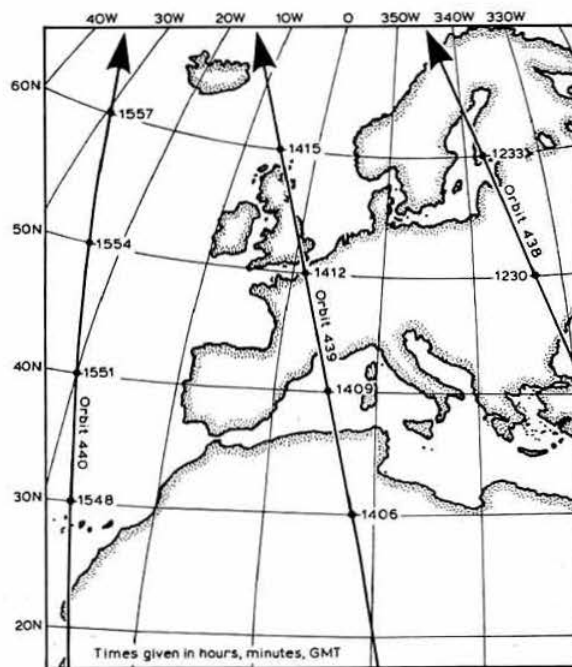 40W 30W 20W 10W 0 350W 340W 330W
60N
1557
1415
1233
Orbit 438
50N
1554
1412
1230
Orbit 439
40N
1551
1409
Orbit 440
30N
1548
1406
20N
Times given in hours, minutes, GMT